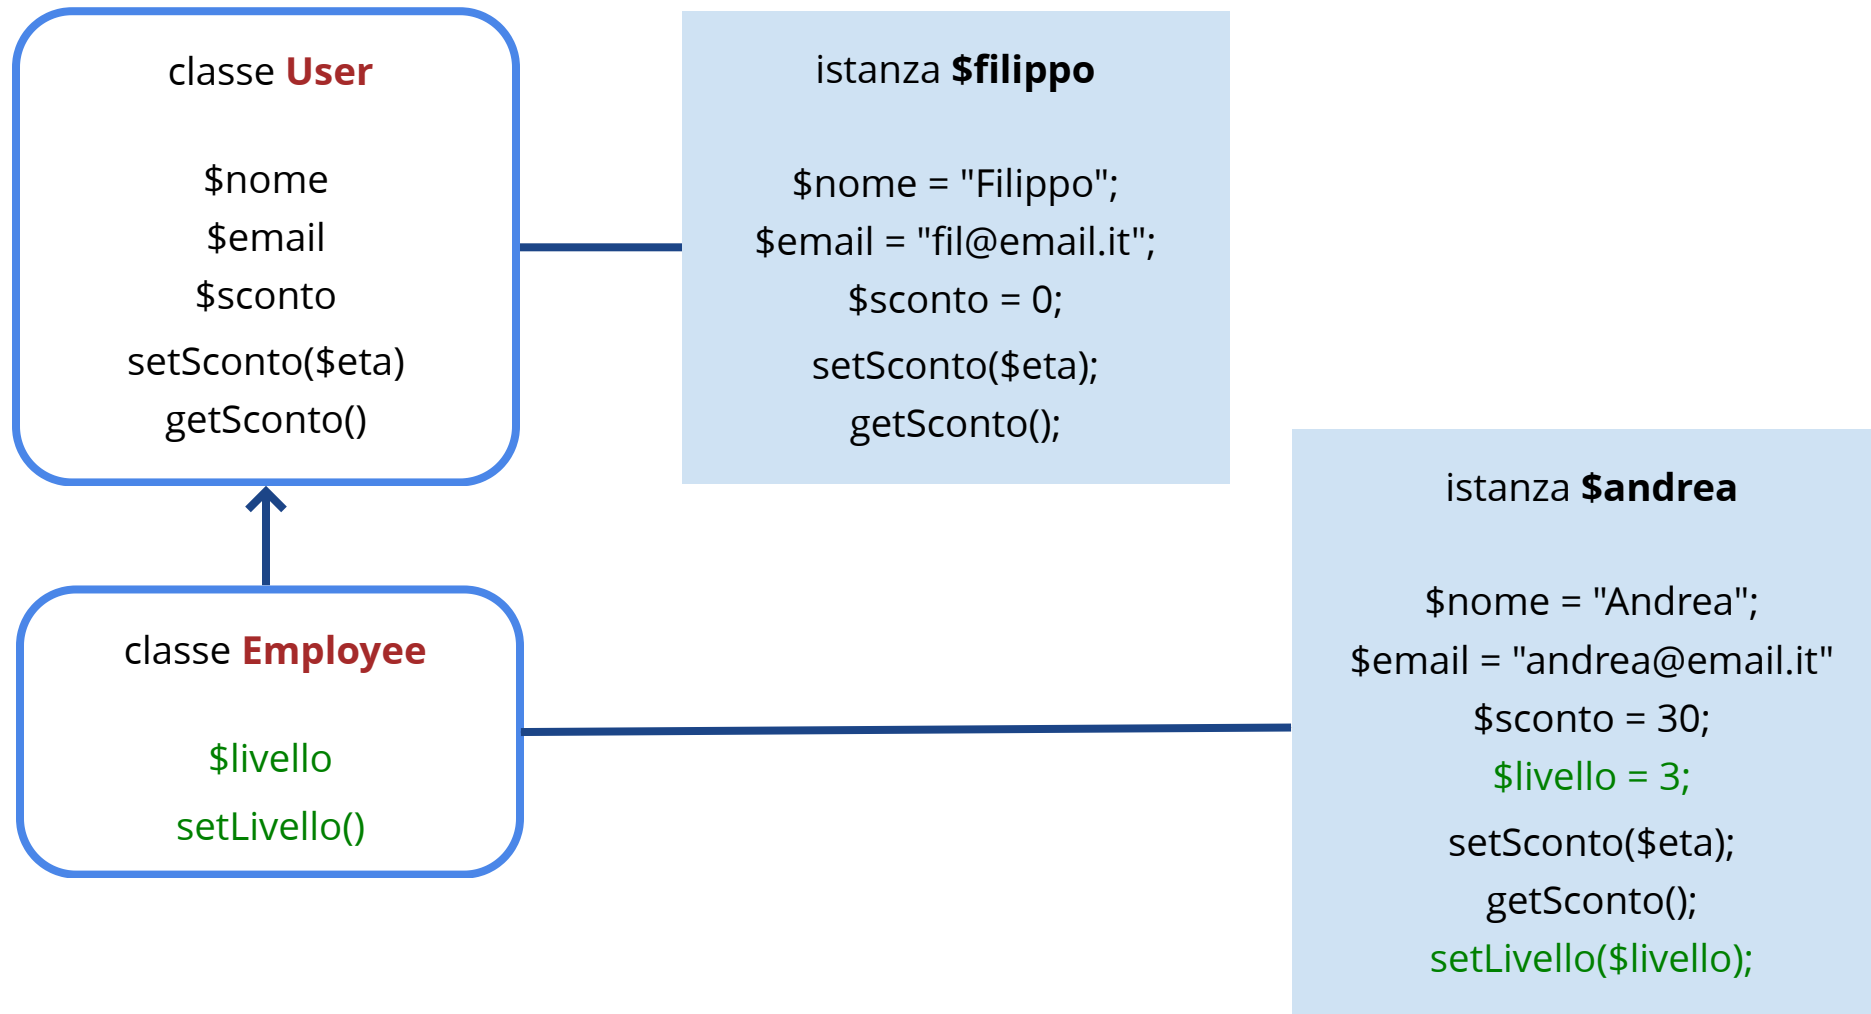 classe User
$nome
$email
$sconto
setSconto($eta)
getSconto()
istanza $filippo
$nome = "Filippo";
$email = "fil@email.it";
$sconto = 0;
setSconto($eta);
getSconto();
classe Employee
$livello
setLivello()
istanza $andrea
$nome = "Andrea";
$email = "andrea@email.it"
$sconto = 30;
$livello = 3;
setSconto($eta);
getSconto();
setLivello($livello);